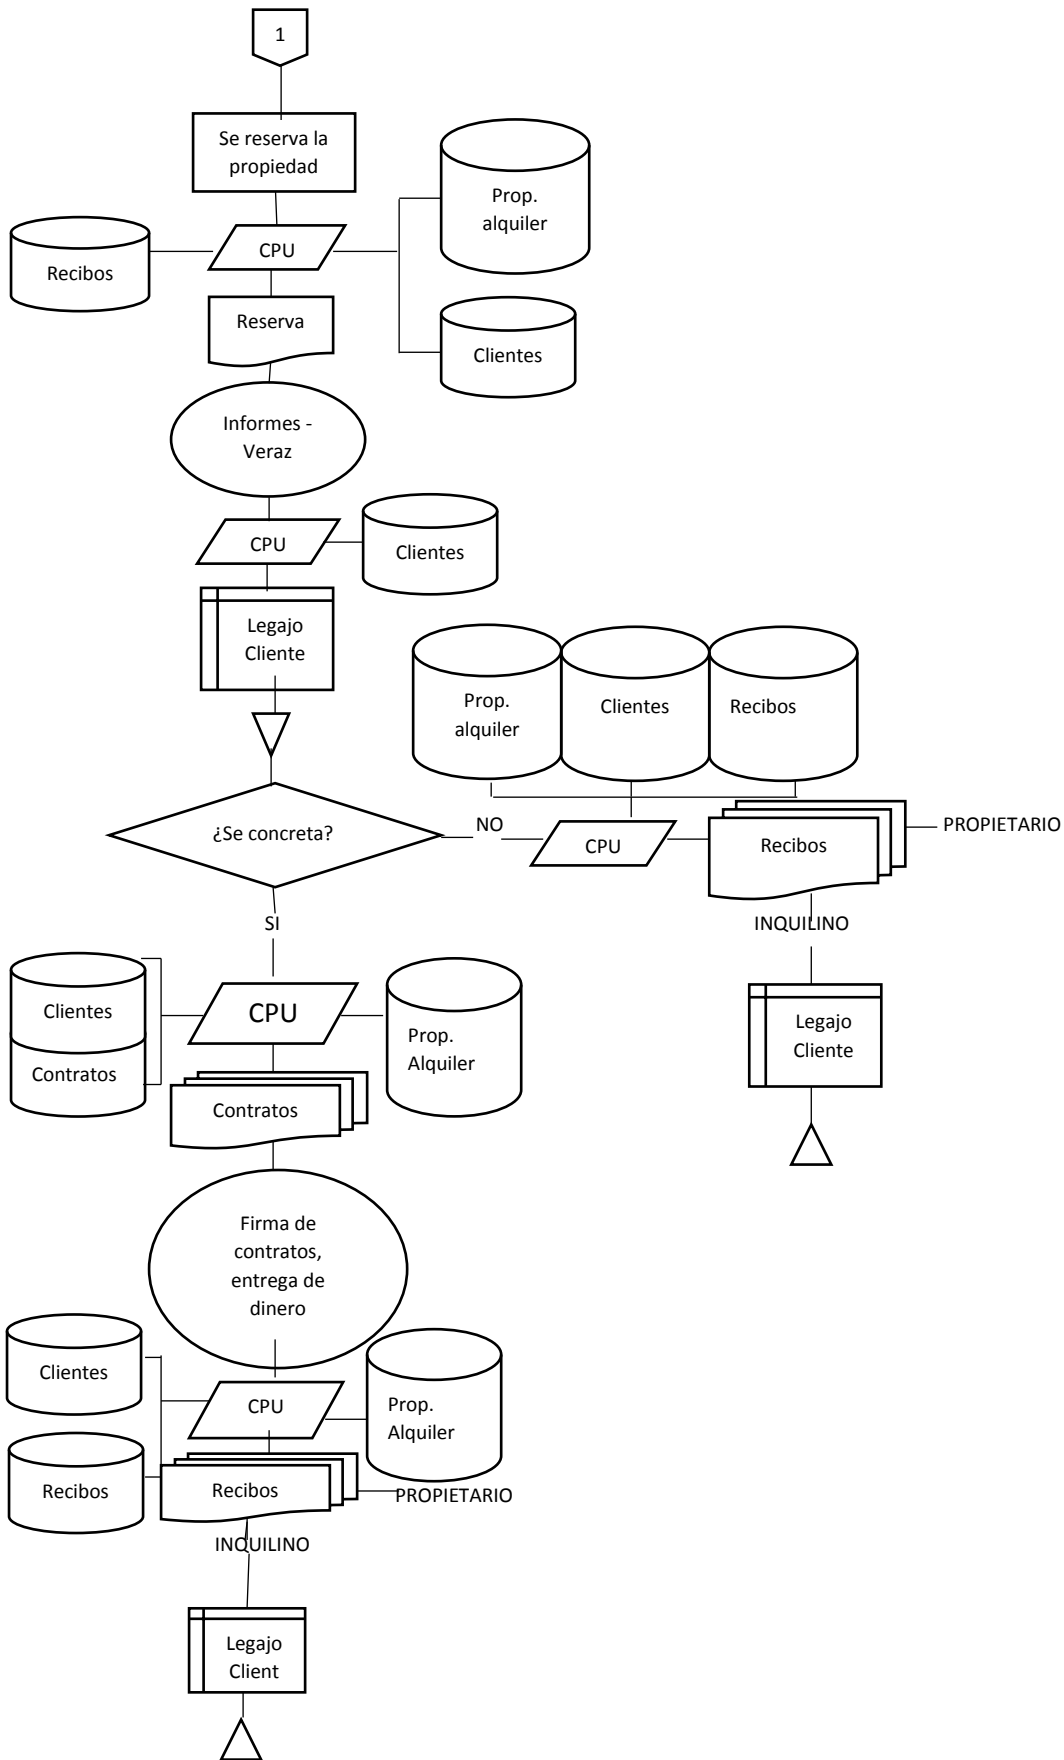 1
Se reserva la
propiedad
Prop.
alquiler
CPU
Recibos
Reserva
Clientes
Informes -
Veraz
CPU
Clientes
Legajo
Cliente
Prop.
alquiler
Clientes
Recibos
¿Se concreta?
NO
CPU
Recibos
PROPIETARIO
INQUILINO
Legajo
Cliente
SI
Clientes
Contratos
CPU
Prop.
Alquiler
Contratos
Firma de
contratos,
entrega de
dinero
Clientes
CPU
Prop.
Alquiler
Recibos
Recibos
PROPIETARIO
INQUILINO
Legajo
Client